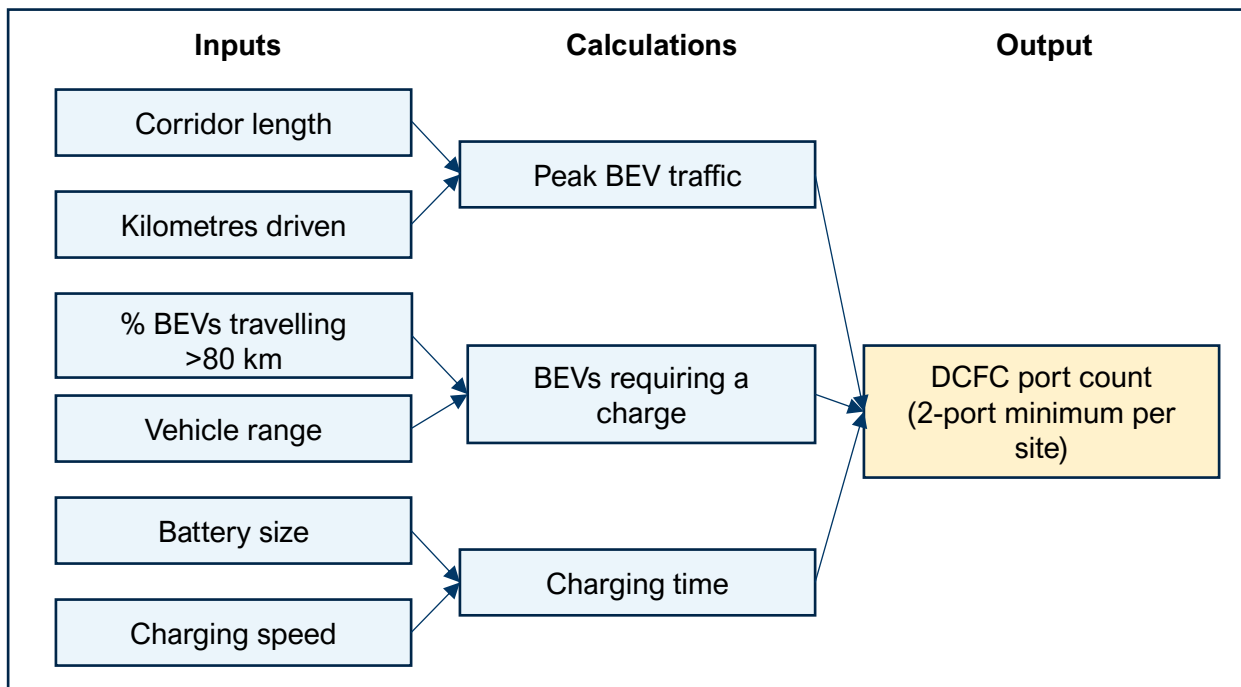 Inputs
Calculations
Output
Corridor length
Kilometres driven
% BEVs travelling
>80 km
Vehicle range
Battery size
Charging speed
Peak BEV traffic
BEVs requiring a
charge
Charging time
DCFC port count
(2-port minimum per
site)